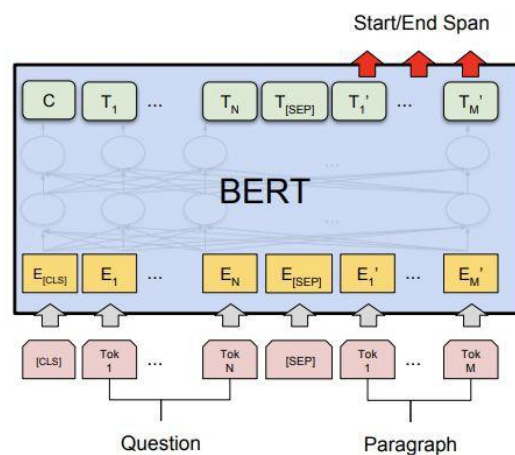 Start/End Span
C T1 ... TN T[SEP] T1' ... TM'
...
BERT
...
E[CLS] E1 ... EN E[SEP] E1' ... EM'
[CLS] Tok 1 ... Tok N [SEP] Tok 1 ... Tok M
Question Paragraph